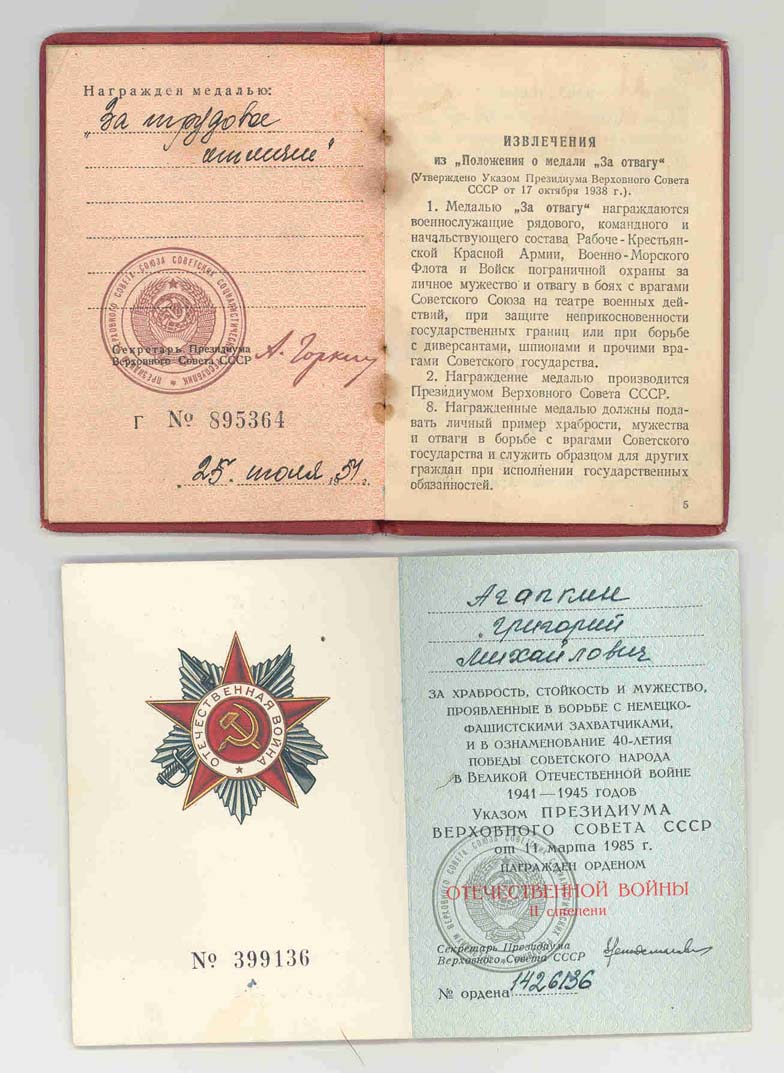 Награжден медалью:
„За трудовое
отличие"
Секретарь Президиума
Верховного Совета СССР
А. Горкин
Г № 895364
25. июля 1951 г.
ИЗВЛЕЧЕНИЯ
из „Положения о медали „За отвагу“
(Утверждено Указом Президиума Верховного Совета
СССР от 17 октября 1938 г.).
1. Медалью „За отвагу“ награждаются
военнослужащие рядового, командного и
начальствующего состава Рабоче-Крестьян-
ской Красной Армии, Военно-Морского
Флота и Войск пограничной охраны за
личное мужество и отвагу в боях с врагами
Советского Союза на театре военных дей-
ствий, при защите неприкосновенности
государственных границ или при борьбе
с диверсантами, шпионами и прочими вра-
гами Советского государства.
2. Награждение медалью производится
Президиумом Верховного Совета СССР.
8. Награжденные медалью должны пода-
вать личный пример храбрости, мужества
и отваги в борьбе с врагами Советского
государства и служить образцом для других
граждан при исполнении государственных
обязанностей.
5
ОТЕЧЕСТВЕННАЯ ВОЙНА
№ 399136
Агапкин
Григорий
Михайлович
ЗА ХРАБРОСТЬ, СТОЙКОСТЬ И МУЖЕСТВО,
ПРОЯВЛЕННЫЕ В БОРЬБЕ С НЕМЕЦКО-
ФАШИСТСКИМИ ЗАХВАТЧИКАМИ,
И В ОЗНАМЕНОВАНИЕ 40-ЛЕТИЯ
ПОБЕДЫ СОВЕТСКОГО НАРОДА
В ВЕЛИКОЙ ОТЕЧЕСТВЕННОЙ ВОЙНЕ
1941—1945 ГОДОВ
УКАЗОМ ПРЕЗИДИУМА
ВЕРХОВНОГО СОВЕТА СССР
от 11 марта 1985 г.
НАГРАЖДЕН ОРДЕНОМ
ОТЕЧЕСТВЕННОЙ ВОЙНЫ
II степени
Секретарь Президиума
Верховного Совета СССР
№ ордена 1426136